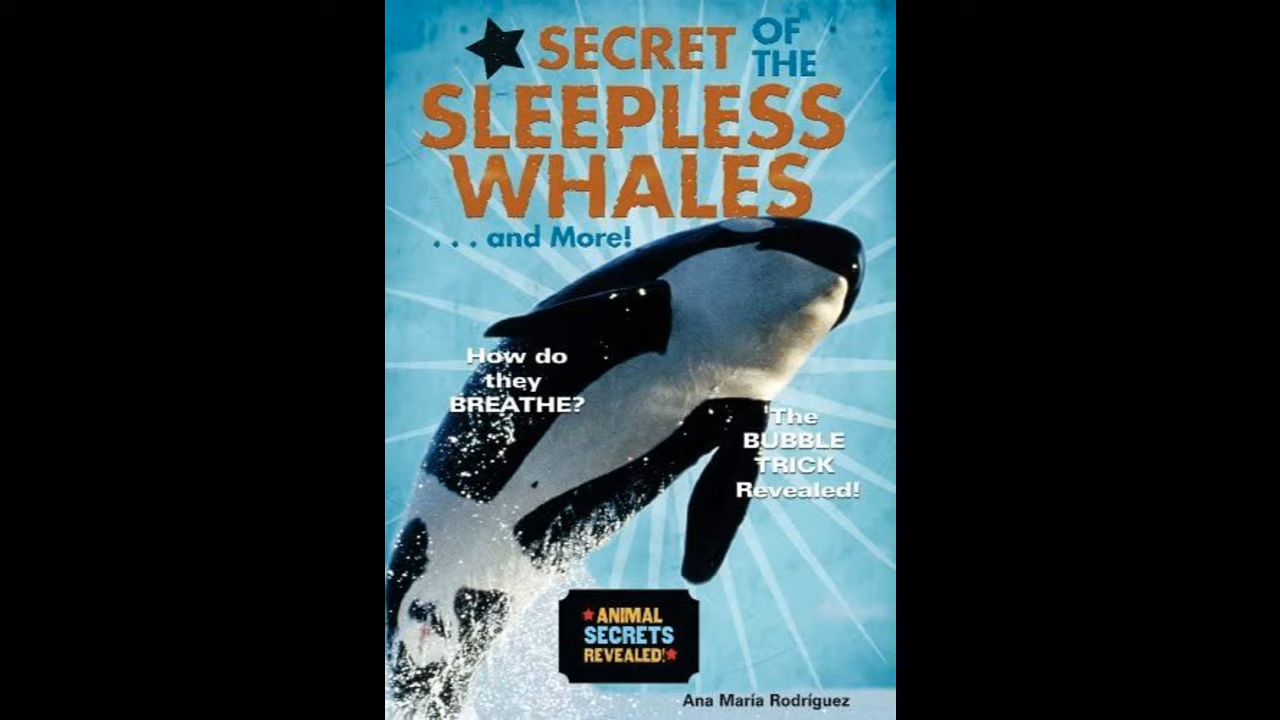 SECRET OF THE
SLEEPLESS
WHALES
. . . and More!
How do
they
BREATHE?
The
BUBBLE
TRICK
Revealed!
ANIMAL
SECRETS
REVEALED!
Ana María Rodríguez